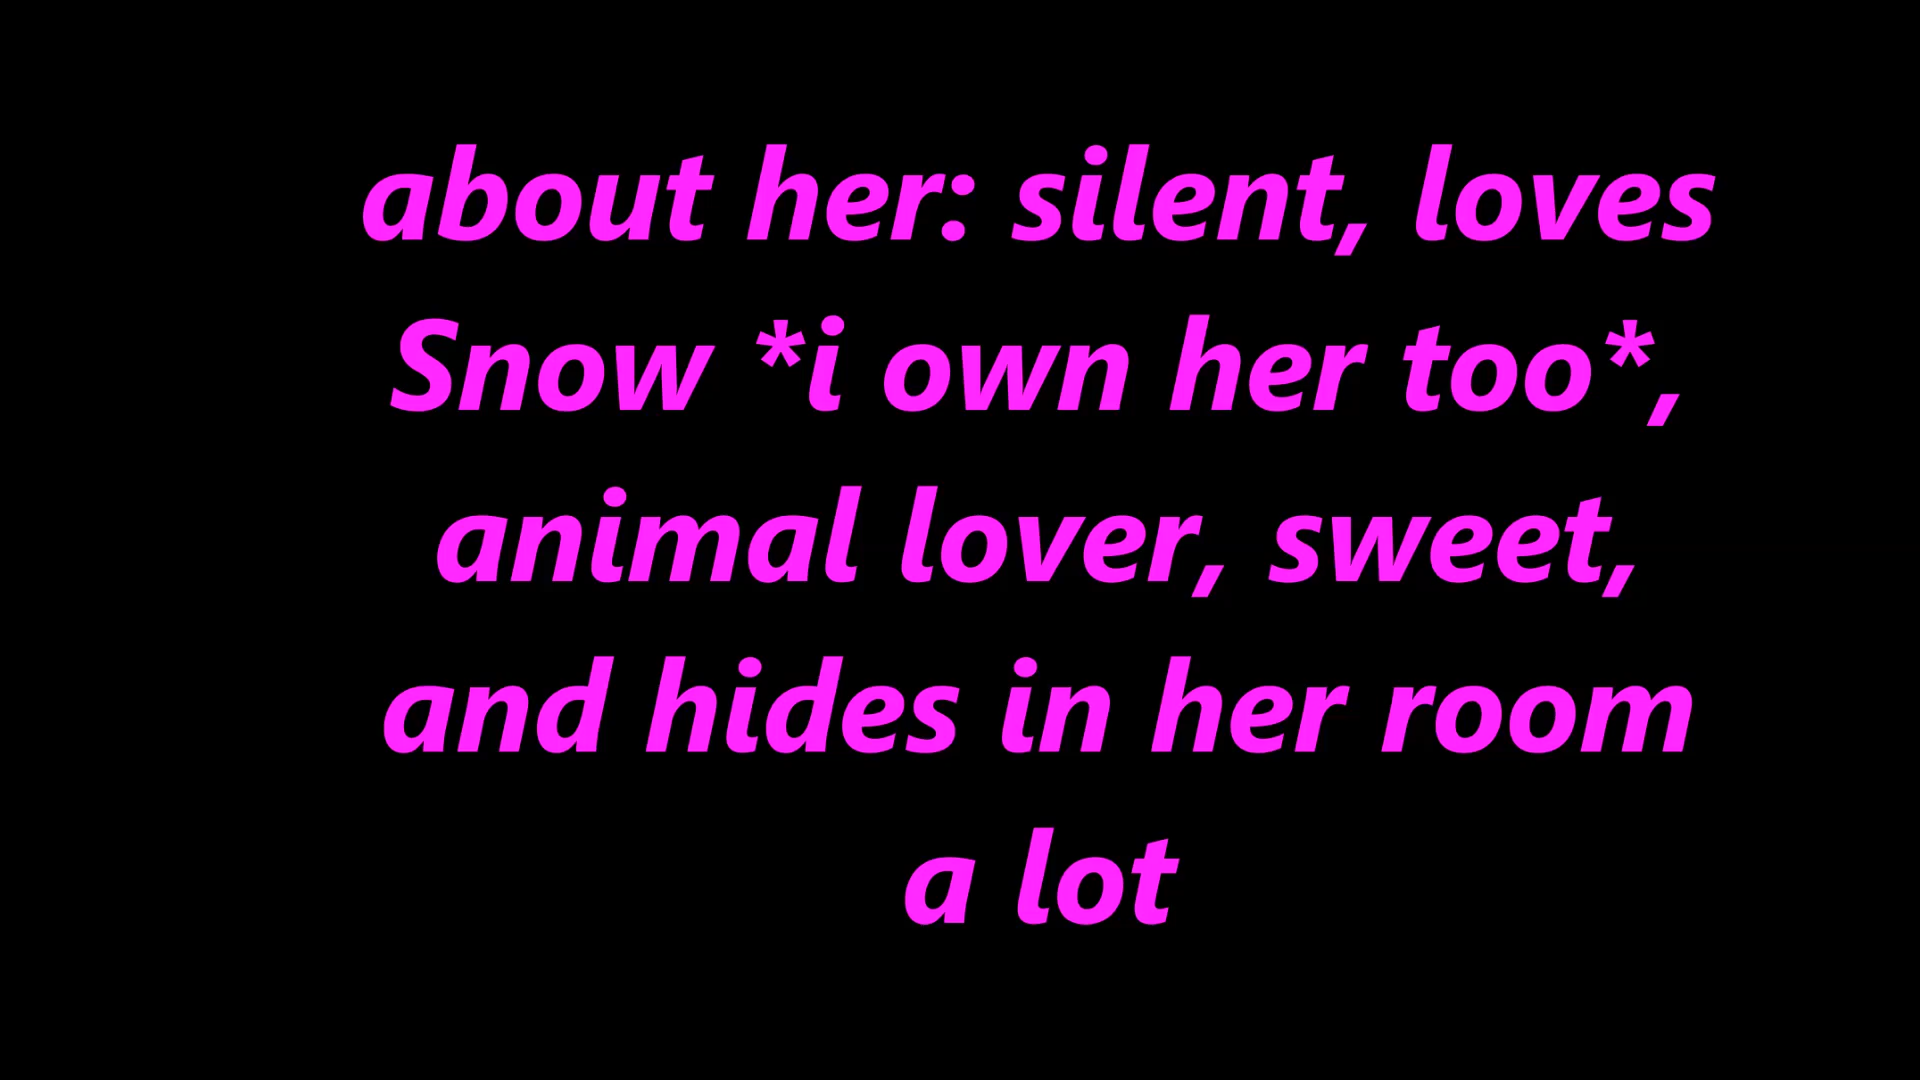 about her: silent, loves
Snow *i own her too*,
animal lover, sweet,
and hides in her room
a lot